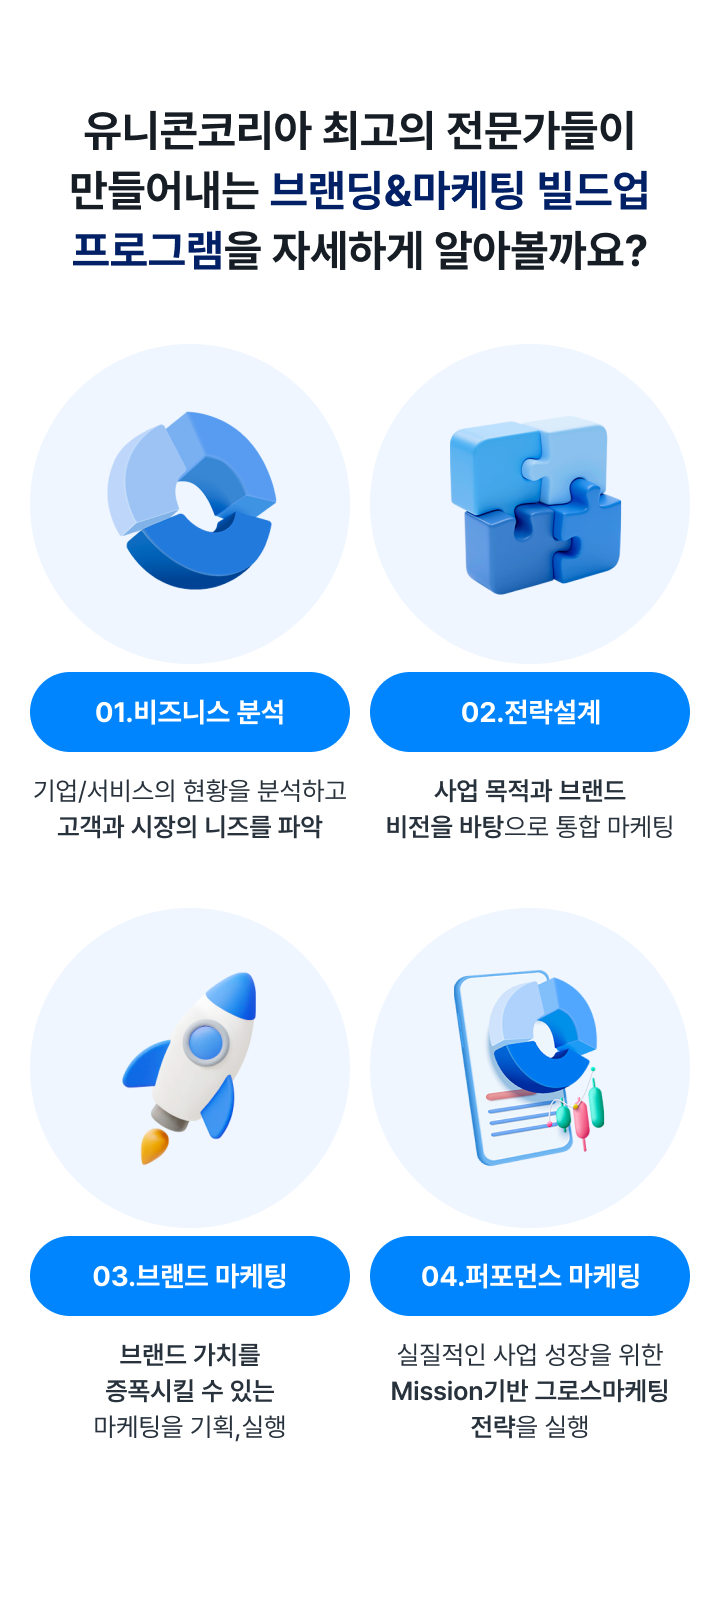 유니콘코리아 최고의 전문가들이
만들어내는 브랜딩&마케팅 빌드업
프로그램을 자세하게 알아볼까요?
01.비즈니스 분석
기업/서비스의 현황을 분석하고
고객과 시장의 니즈를 파악
02.전략설계
사업 목적과 브랜드
비전을 바탕으로 통합 마케팅
03.브랜드 마케팅
브랜드 가치를
증폭시킬 수 있는
마케팅을 기획,실행
04.퍼포먼스 마케팅
실질적인 사업 성장을 위한
Mission기반 그로스마케팅
전략을 실행